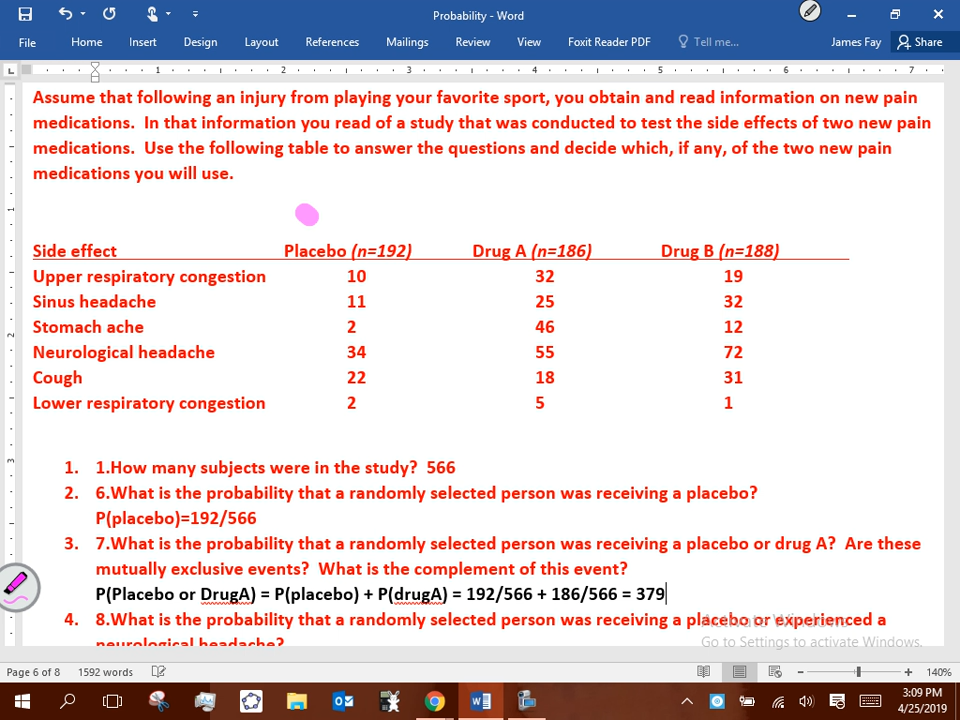 Probability - Word
File Home Insert Design Layout References Mailings Review View Foxit Reader PDF Tell me... James Fay Share
L 1 2 3 4 5 6 7
Assume that following an injury from playing your favorite sport, you obtain and read information on new pain
medications. In that information you read of a study that was conducted to test the side effects of two new pain
medications. Use the following table to answer the questions and decide which, if any, of the two new pain
medications you will use.
Side effect Placebo (n=192) Drug A (n=186) Drug B (n=188)
Upper respiratory congestion 10 32 19
Sinus headache 11 25 32
Stomach ache 2 46 12
Neurological headache 34 55 72
Cough 22 18 31
Lower respiratory congestion 2 5 1
1. 1.How many subjects were in the study? 566
2. 6.What is the probability that a randomly selected person was receiving a placebo?
P(placebo)=192/566
3. 7.What is the probability that a randomly selected person was receiving a placebo or drug A? Are these
mutually exclusive events? What is the complement of this event?
P(Placebo or DrugA) = P(placebo) + P(drugA) = 192/566 + 186/566 = 379
4. 8.What is the probability that a randomly selected person was receiving a placebo or experienced a
neurological headache?
Activate Windows
Go to Settings to activate Windows.
Page 6 of 8 1592 words 140%
3:09 PM
4/25/2019